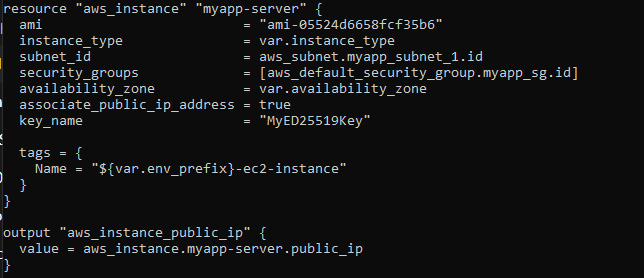 resource "aws_instance" "myapp-server" {
  ami                         = "ami-05524d6658fcf35b6"
  instance_type               = var.instance_type
  subnet_id                   = aws_subnet.myapp_subnet_1.id
  security_groups             = [aws_default_security_group.myapp_sg.id]
  availability_zone           = var.availability_zone
  associate_public_ip_address = true
  key_name                    = "MyED25519Key"

  tags = {
    Name = "${var.env_prefix}-ec2-instance"
  }
}

output "aws_instance_public_ip" {
  value = aws_instance.myapp-server.public_ip
}